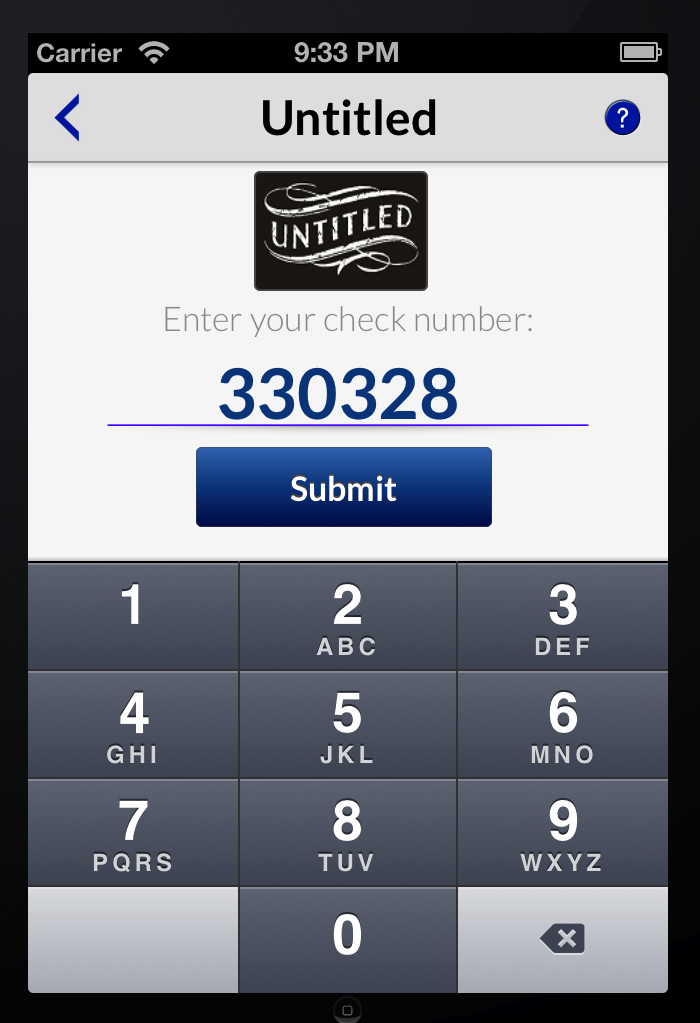 Carrier 9:33 PM
Untitled ?
UNTITLED
Enter your check number:
330328
Submit
1 2 3
ABC DEF
4 5 6
GHI JKL MNO
7 8 9
PQRS TUV WXYZ
0